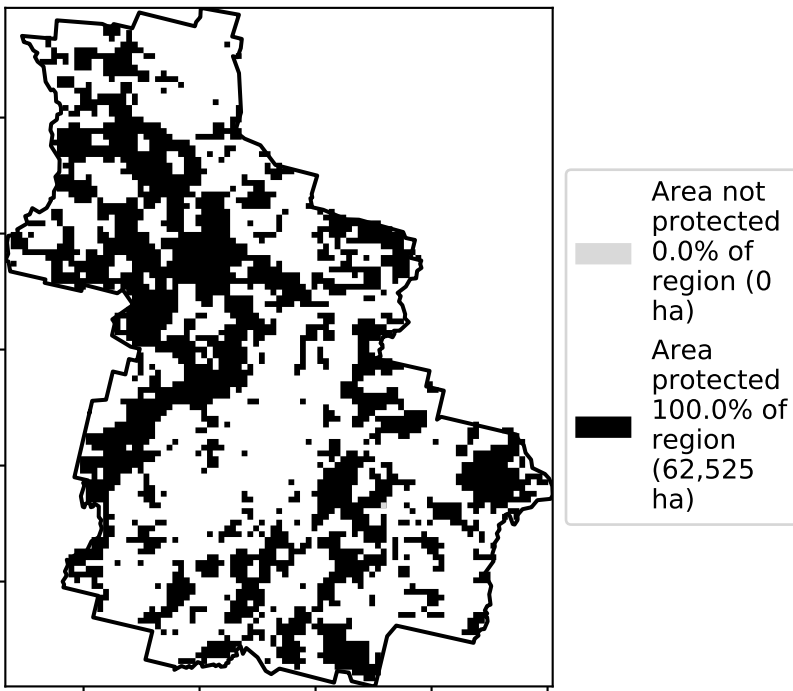 Area not
protected
0.0% of
region (0
ha)
Area
protected
100.0% of
region
(62,525
ha)